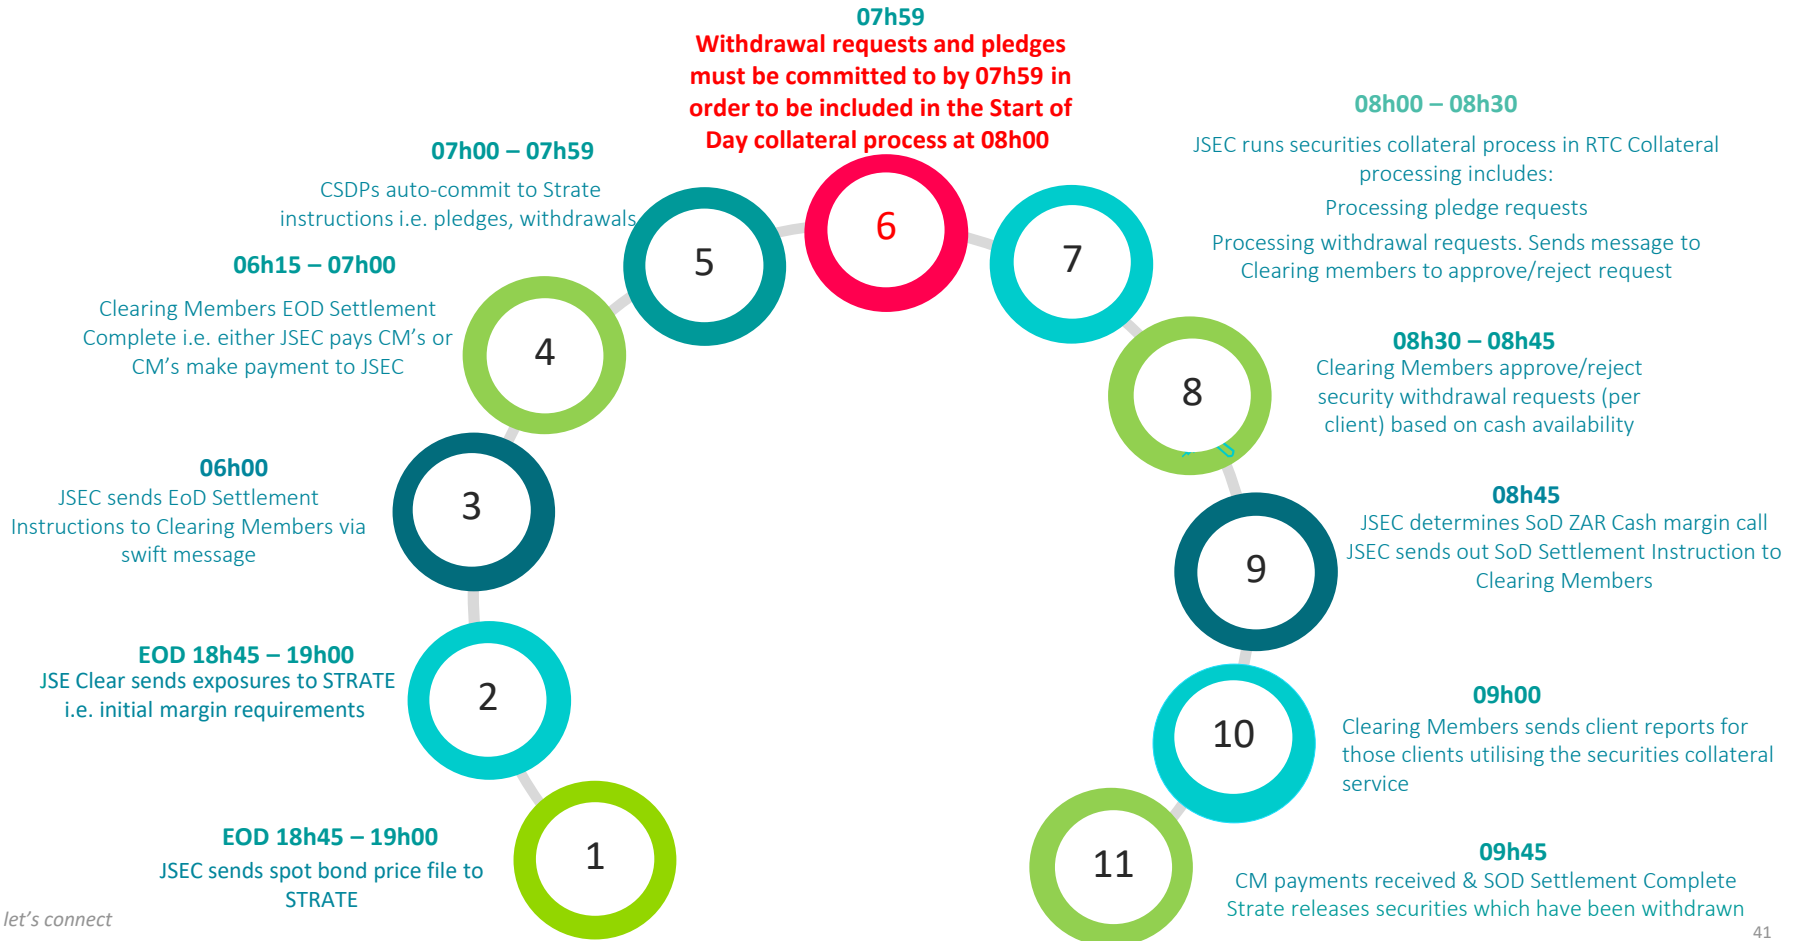 07h59
Withdrawal requests and pledges
must be committed to by 07h59 in
order to be included in the Start of
Day collateral process at 08h00
6
07h00 – 07h59
CSDPs auto-commit to Strate
instructions i.e. pledges, withdrawals
5
06h15 – 07h00
Clearing Members EOD Settlement
Complete i.e. either JSEC pays CM's or
CM's make payment to JSEC
4
06h00
JSEC sends EoD Settlement
Instructions to Clearing Members via
swift message
3
EOD 18h45 – 19h00
JSE Clear sends exposures to STRATE
i.e. initial margin requirements
2
EOD 18h45 – 19h00
JSEC sends spot bond price file to
STRATE
1
08h00 – 08h30
JSEC runs securities collateral process in RTC Collateral
processing includes:
Processing pledge requests
Processing withdrawal requests. Sends message to
Clearing members to approve/reject request
7
08h30 – 08h45
Clearing Members approve/reject
security withdrawal requests (per
client) based on cash availability
8
08h45
JSEC determines SoD ZAR Cash margin call
JSEC sends out SoD Settlement Instruction to
Clearing Members
9
09h00
Clearing Members sends client reports for
those clients utilising the securities collateral
service
10
09h45
CM payments received & SOD Settlement Complete
Strate releases securities which have been withdrawn
11
let's connect
41